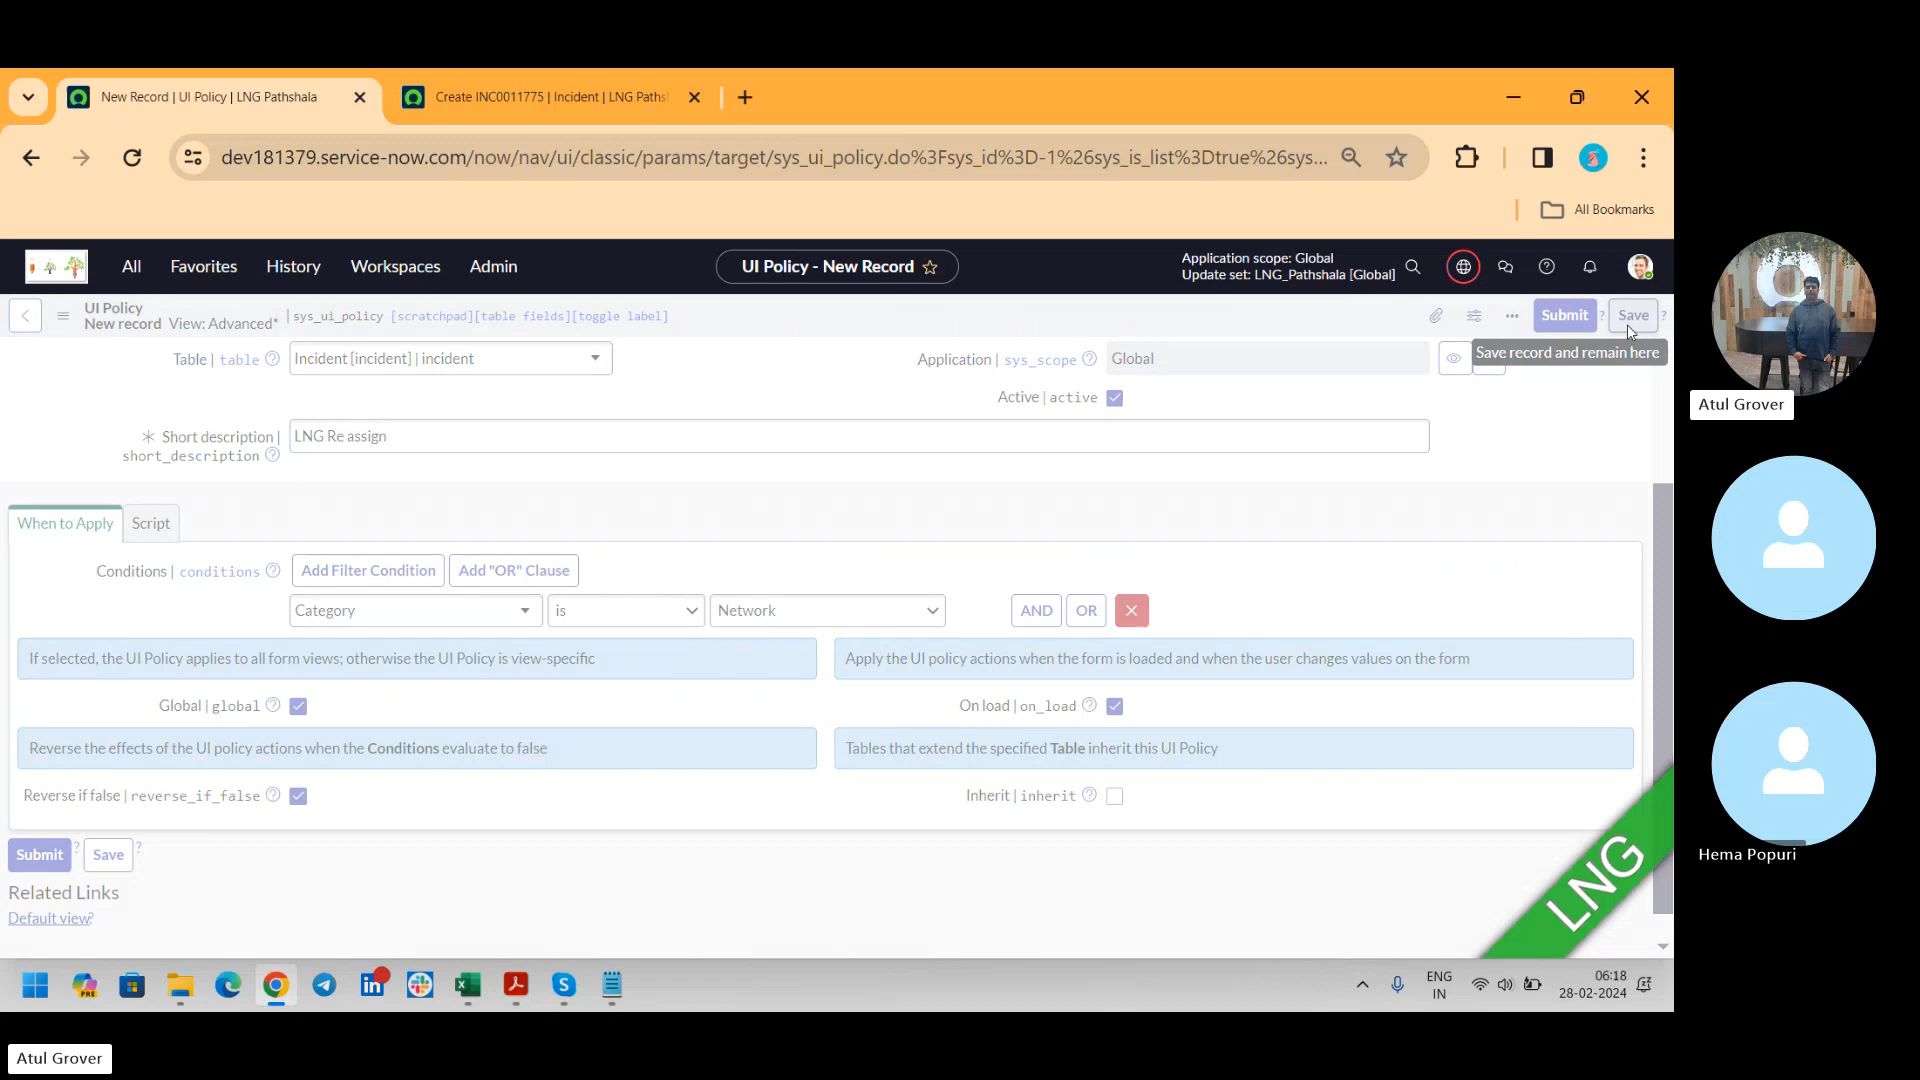 New Record | UI Policy | LNG Pathshala
Create INC0011775 | Incident | LNG Paths
dev181379.service-now.com/now/nav/ui/classic/params/target/sys_ui_policy.do%3Fsys_id%3D-1%26sys_is_list%3Dtrue%26sys...
All Bookmarks
All Favorites History Workspaces Admin
UI Policy - New Record
Application scope: Global
Update set: LNG_Pathshala [Global]
UI Policy
New record View: Advanced* |sys_ui_policy [scratchpad][table fields][toggle label]
Submit ? Save ?
Save record and remain here
Table | table Incident [incident] | incident
Application | sys_scope Global
Active | active
Short description | LNG Re assign
short_description
When to Apply Script
Conditions | conditions Add Filter Condition Add "OR" Clause
Category is Network AND OR
If selected, the UI Policy applies to all form views; otherwise the UI Policy is view-specific
Apply the UI policy actions when the form is loaded and when the user changes values on the form
Global | global
On load | on_load
Reverse the effects of the UI policy actions when the Conditions evaluate to false
Tables that extend the specified Table inherit this UI Policy
Reverse if false | reverse_if_false
Inherit | inherit
Submit ? Save ?
Related Links
Default view?
LNG
PRE
ENG
IN
06:18
28-02-2024
Atul Grover
Hema Popuri
Atul Grover